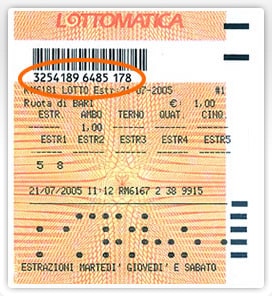 LOTTOMATICA
3254189 6485 178
RM6181 LOTTO Estr.21-07-2005 #1
Ruota di BARI €: 1,00
ESTR. AMBO TERNO QUAT. CINQ.
1.00
ESTR1 ESTR2 ESTR3 ESTR4 ESTR5
5 8
21/07/2005 11:12 RM6167 2 38 9915
ESTRAZIONI MARTEDI' GIOVEDI' E SABATO